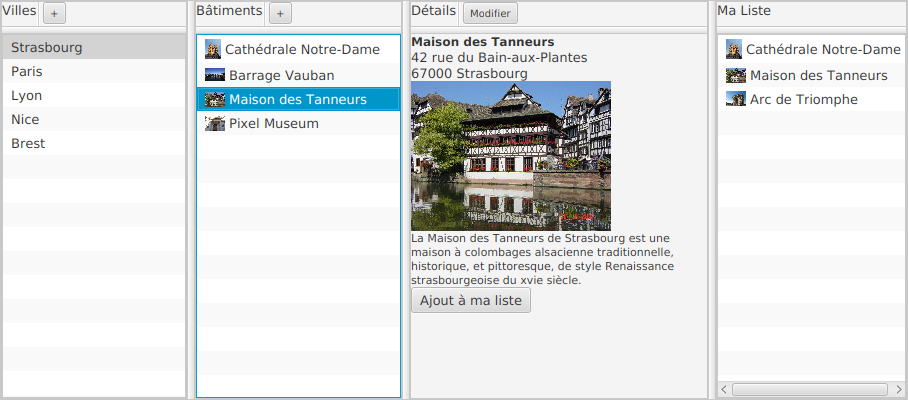 Villes +
Strasbourg
Paris
Lyon
Nice
Brest
Bâtiments +
Cathédrale Notre-Dame
Barrage Vauban
Maison des Tanneurs
Pixel Museum
Détails Modifier
Maison des Tanneurs
42 rue du Bain-aux-Plantes
67000 Strasbourg
La Maison des Tanneurs de Strasbourg est une
maison à colombages alsacienne traditionnelle,
historique, et pittoresque, de style Renaissance
strasbourgeoise du xvie siècle.
Ajout à ma liste
Ma Liste
Cathédrale Notre-Dame
Maison des Tanneurs
Arc de Triomphe